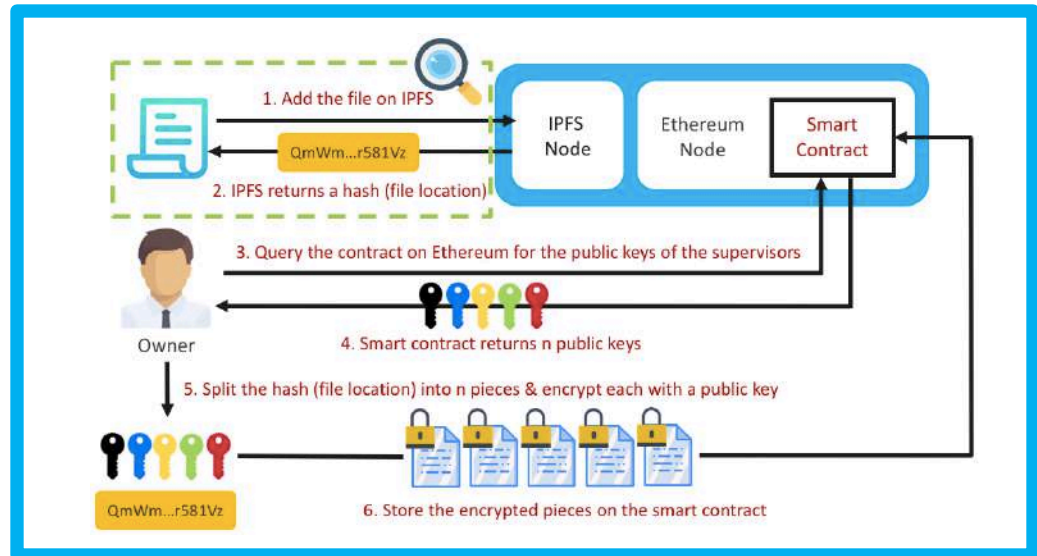 1. Add the file on IPFS
QmWm...r581Vz
2. IPFS returns a hash (file location)
IPFS
Node
Ethereum
Node
Smart
Contract
3. Query the contract on Ethereum for the public keys of the supervisors
4. Smart contract returns n public keys
Owner
5. Split the hash (file location) into n pieces & encrypt each with a public key
QmWm...r581Vz
6. Store the encrypted pieces on the smart contract